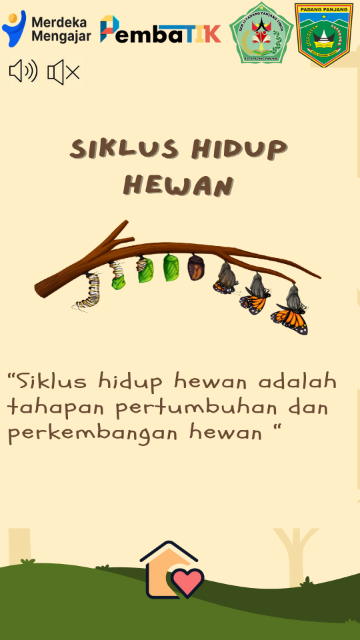 Merdeka
Mengajar
PembaTIK
PADANG PANJANG
SIKLUS HIDUP
HEWAN
"Siklus hidup hewan adalah
tahapan pertumbuhan dan
perkembangan hewan "